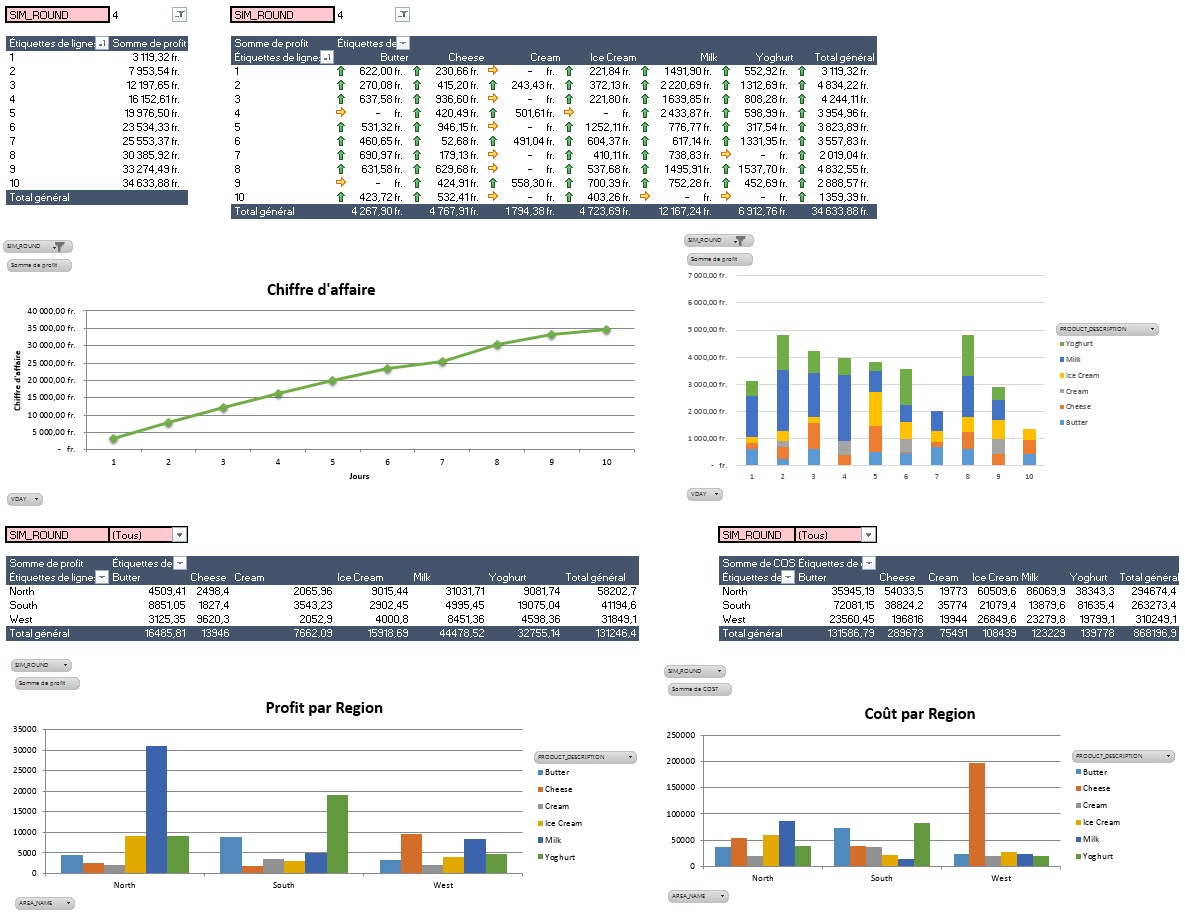 SIM_ROUND 4
Étiquettes de ligne Somme de profit
1 3 119,32 fr.
2 7 953,54 fr.
3 12 197,65 fr.
4 16 152,61 fr.
5 19 976,50 fr.
6 23 534,33 fr.
7 25 553,37 fr.
8 30 385,92 fr.
9 33 274,49 fr.
10 34 633,88 fr.
Total général
SIM_ROUND 4
Somme de profit Étiquettes de
Étiquettes de ligne Butter Cheese Cream Ice Cream Milk Yoghurt Total général
1 622,00 fr. 230,66 fr. - fr. 221,84 fr. 1 491,90 fr. 552,92 fr. 3 119,32 fr.
2 270,08 fr. 415,20 fr. 243,43 fr. 372,13 fr. 2 220,69 fr. 1 312,69 fr. 4 834,22 fr.
3 637,58 fr. 936,60 fr. - fr. 221,80 fr. 1 639,85 fr. 808,28 fr. 4 244,11 fr.
4 - fr. 420,49 fr. 501,61 fr. - fr. 2 433,87 fr. 598,99 fr. 3 954,96 fr.
5 531,32 fr. 946,15 fr. - fr. 1 252,11 fr. 776,77 fr. 317,54 fr. 3 823,89 fr.
6 460,65 fr. 52,68 fr. 491,04 fr. 604,37 fr. 617,14 fr. 1 331,95 fr. 3 557,83 fr.
7 690,97 fr. 179,13 fr. - fr. 410,11 fr. 738,83 fr. - fr. 2 019,04 fr.
8 631,58 fr. 629,68 fr. - fr. 537,68 fr. 1 495,91 fr. 1 537,70 fr. 4 832,55 fr.
9 - fr. 424,91 fr. 558,30 fr. 700,39 fr. 752,28 fr. 452,69 fr. 2 888,57 fr.
10 423,72 fr. 532,41 fr. - fr. 403,26 fr. - fr. - fr. 1 359,39 fr.
Total général 4 267,90 fr. 4 767,91 fr. 1 794,38 fr. 4 723,69 fr. 12 167,24 fr. 6 912,76 fr. 34 633,88 fr.
SIM_ROUND
Somme de profit
Chiffre d'affaire
40 000,00 fr.
35 000,00 fr.
30 000,00 fr.
25 000,00 fr.
20 000,00 fr.
15 000,00 fr.
10 000,00 fr.
5 000,00 fr.
- fr.
Chiffre d'affaire
1 2 3 4 5 6 7 8 9 10
Jours
VDAY
SIM_ROUND
Somme de profit
7 000,00 fr.
6 000,00 fr.
5 000,00 fr.
4 000,00 fr.
3 000,00 fr.
2 000,00 fr.
1 000,00 fr.
- fr.
1 2 3 4 5 6 7 8 9 10
PRODUCT_DESCRIPTION
Yoghurt
Milk
Ice Cream
Cream
Cheese
Butter
VDAY
SIM_ROUND (Tous)
Somme de profit Étiquettes de
Étiquettes de ligne Butter Cheese Cream Ice Cream Milk Yoghurt Total général
North 4509,41 2498,4 2065,96 9015,44 31031,71 9081,74 58202,7
South 8851,05 1827,4 3543,23 2902,45 4995,45 19075,04 41194,6
West 3125,35 9620,3 2052,9 4000,8 8451,36 4598,36 31849,1
Total général 16485,81 13946 7662,09 15918,69 44478,52 32755,14 131246,4
SIM_ROUND (Tous)
Somme de COS Étiquettes de
Étiquettes de Butter Cheese Cream Ice Cream Milk Yoghurt Total général
North 35945,19 54033,5 19773 60509,6 86069,9 38343,3 294674,4
South 72081,15 38824,2 35774 21079,4 13879,6 81635,4 263273,4
West 23560,45 196816 19944 26849,6 23279,8 19799,1 310249,1
Total général 131586,79 289673 75491 108439 123229 139778 868196,9
SIM_ROUND
Somme de profit
Profit par Region
35000
30000
25000
20000
15000
10000
5000
0
North South West
PRODUCT_DESCRIPTION
Butter
Cheese
Cream
Ice Cream
Milk
Yoghurt
AREA_NAME
SIM_ROUND
Somme de COST
Coût par Region
250000
200000
150000
100000
50000
0
North South West
PRODUCT_DESCRIPTION
Butter
Cheese
Cream
Ice Cream
Milk
Yoghurt
AREA_NAME